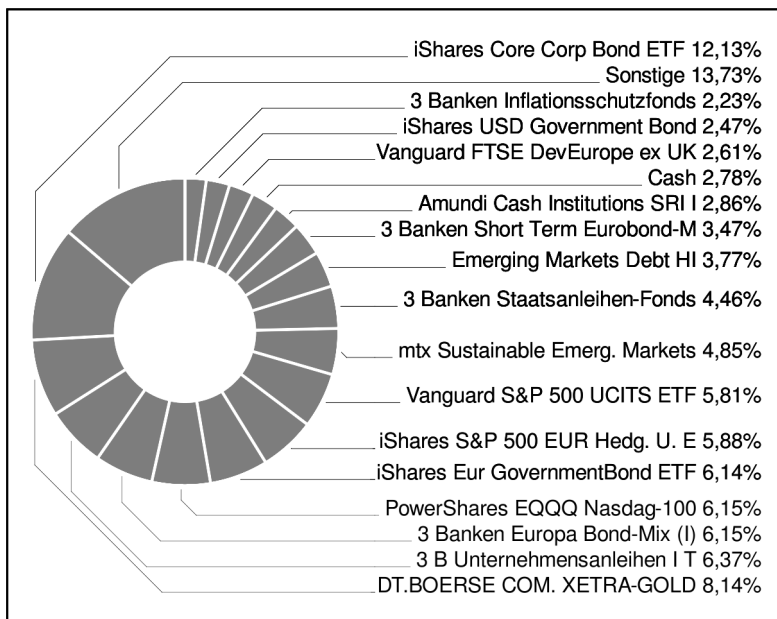 iShares Core Corp Bond ETF 12,13%
Sonstige 13,73%
3 Banken Inflationsschutzfonds 2,23%
iShares USD Government Bond 2,47%
Vanguard FTSE DevEurope ex UK 2,61%
Cash 2,78%
Amundi Cash Institutions SRI I 2,86%
3 Banken Short Term Eurobond-M 3,47%
Emerging Markets Debt HI 3,77%
3 Banken Staatsanleihen-Fonds 4,46%
mtx Sustainable Emerg. Markets 4,85%
Vanguard S&P 500 UCITS ETF 5,81%
iShares S&P 500 EUR Hedg. U. E 5,88%
iShares Eur GovernmentBond ETF 6,14%
PowerShares EQQQ Nasdag-100 6,15%
3 Banken Europa Bond-Mix (I) 6,15%
3 B Unternehmensanleihen I T 6,37%
DT.BOERSE COM. XETRA-GOLD 8,14%